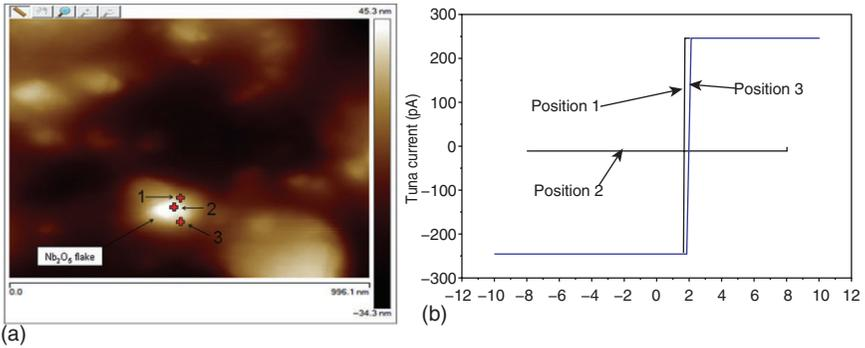 45.3 nm
1
2
3
Nb₂O₅ flake
0.0
996.1 nm
−34.3 nm
(a)
300
200
100
0
−100
−200
−300
Tuna current (pA)
Position 1
Position 3
Position 2
−12 −10 −8 −6 −4 −2 0 2 4 6 8 10 12
(b)